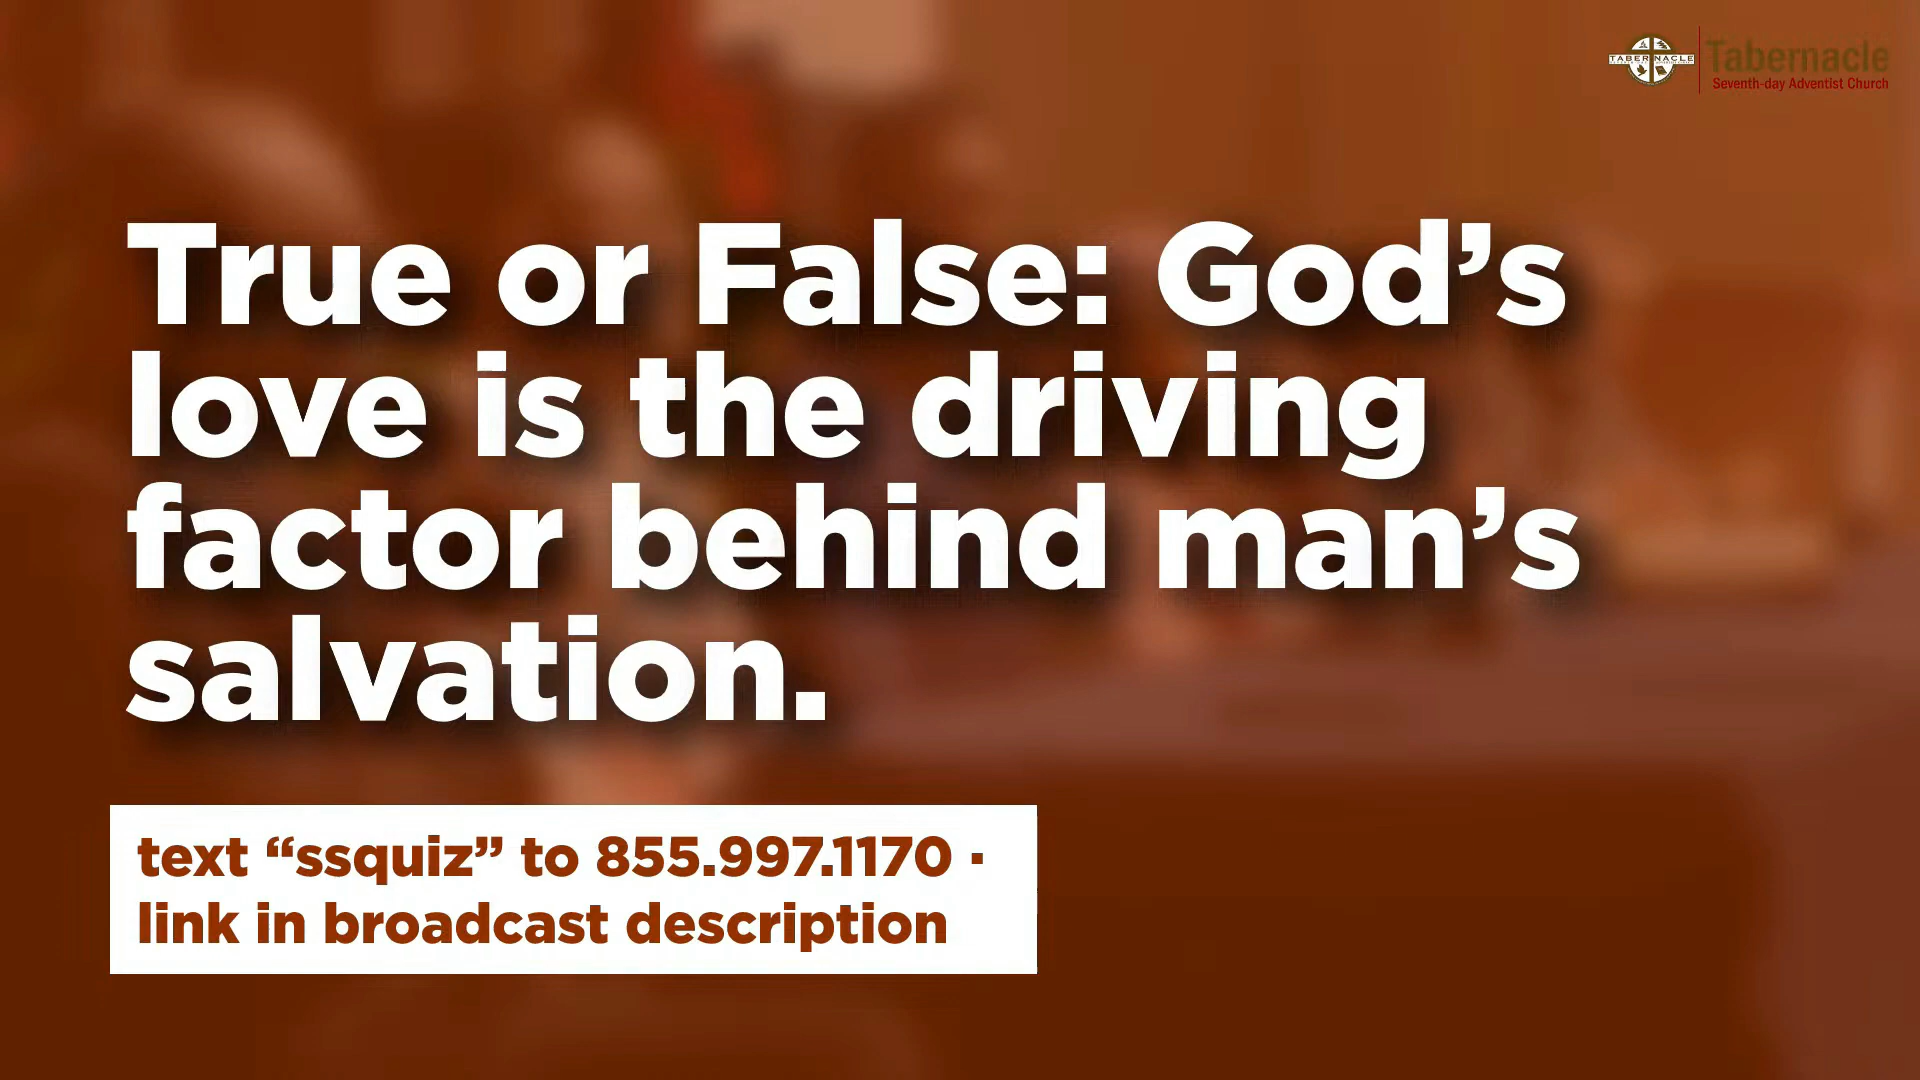 TABERNACLE
Tabernacle
Seventh-day Adventist Church
True or False: God’s
love is the driving
factor behind man’s
salvation.
text “ssquiz” to 855.997.1170 ·
link in broadcast description